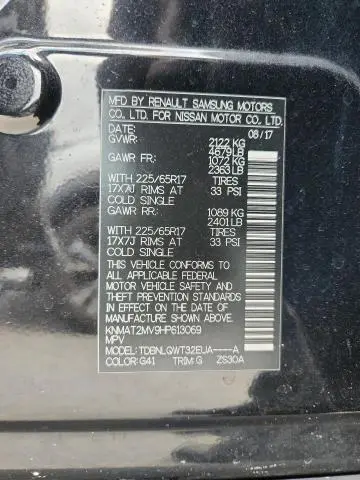 MFD BY RENAULT SAMSUNG MOTORS
CO., LTD. FOR NISSAN MOTOR CO., LTD.
DATE: 08/17
GVWR: 2122 KG
4679LB
GAWR FR: 1072 KG
2363LB
WITH 225/65R17 TIRES
17X7J RIMS AT 33 PSI
COLD SINGLE
GAWR RR: 1089 KG
2401LB
WITH 225/65R17 TIRES
17X7J RIMS AT 33 PSI
COLD SINGLE
THIS VEHICLE CONFORMS TO
ALL APPLICABLE FEDERAL
MOTOR VEHICLE SAFETY AND
THEFT PREVENTION STANDARDS
IN EFFECT ON THE DATE OF
MANUFACTURE SHOWN ABOVE.
KNMAT2MV9HP613069
MPV
MODEL:TDBNLQWT32EUA----A
COLOR:G41 TRIM:G ZS30A